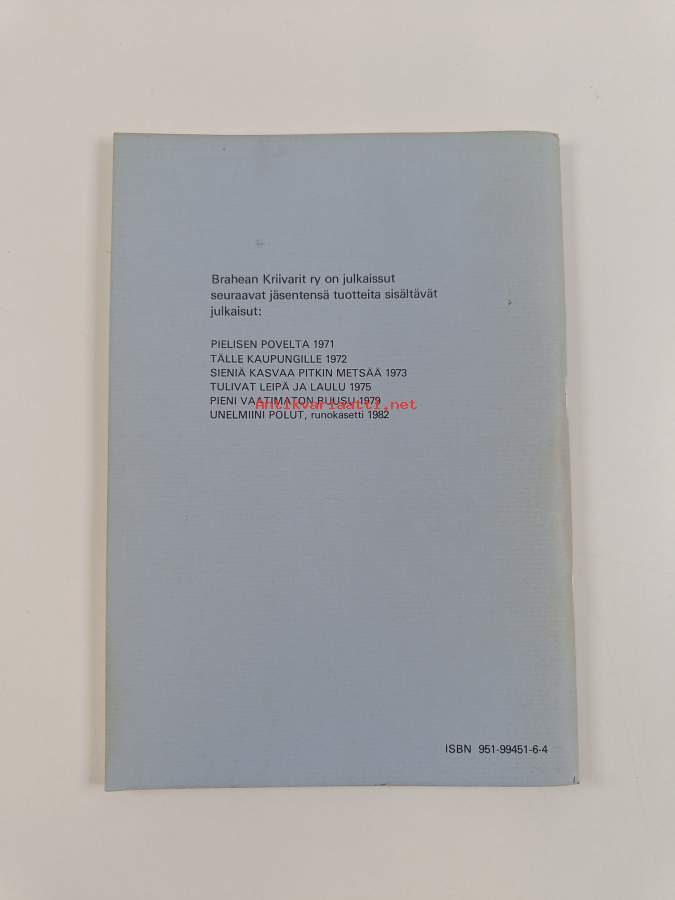 Brahean Kriivarit ry on julkaissut
seuraavat jäsentensä tuotteita sisältävät
julkaisut:
PIELISEN POVELTA 1971
TÄLLE KAUPUNGILLE 1972
SIENIÄ KASVAA PITKIN METSÄÄ 1973
TULIVAT LEIPÄ JA LAULU 1975
PIENI VAATIMATON RUUSU 1979
Antikvariaatti.net
UNELMIINI POLUT, runokasetti 1982
ISBN 951-99451-6-4